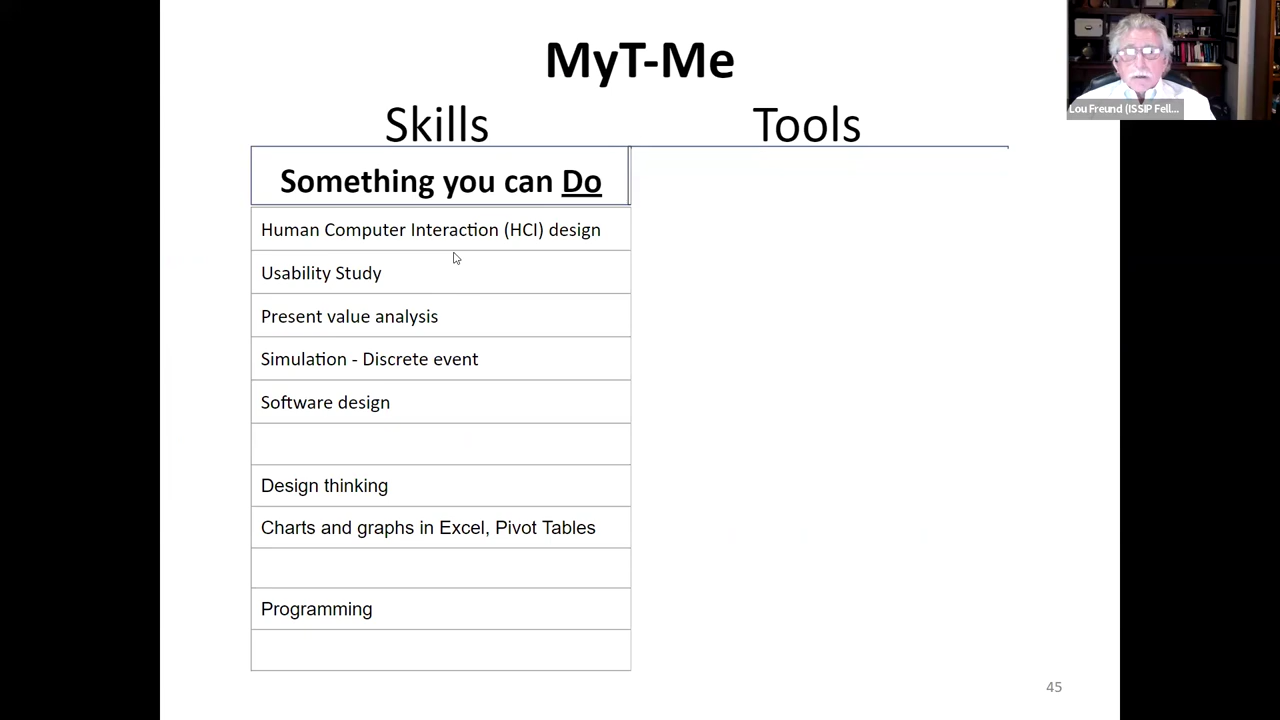 MyT-Me
Skills
Tools
Something you can Do
Human Computer Interaction (HCI) design
Usability Study
Present value analysis
Simulation - Discrete event
Software design
Design thinking
Charts and graphs in Excel, Pivot Tables
Programming
45
Lou Freund (ISSIP Fell...